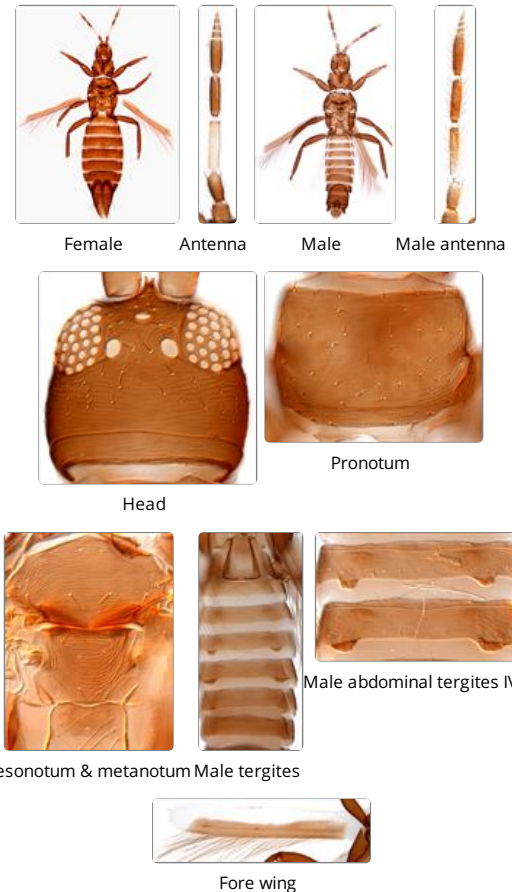 Female Antenna Male Male antenna
Head
Pronotum
Male abdominal tergites IV
esonotum & metanotum Male tergites
Fore wing